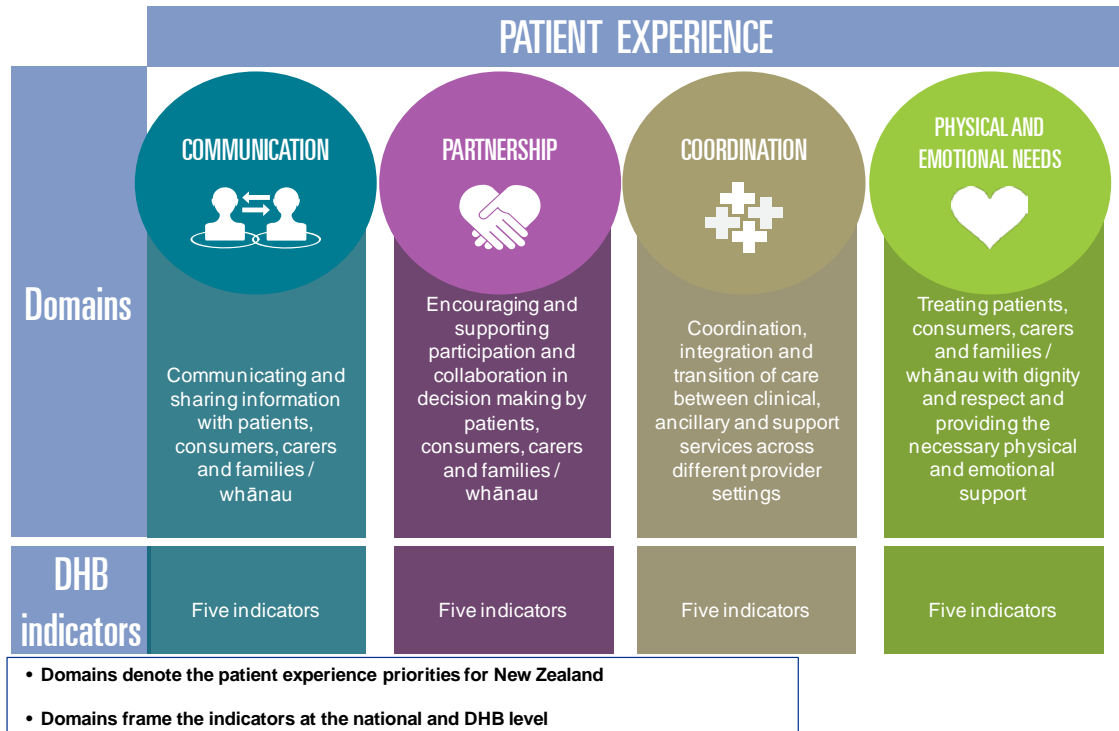 PATIENT EXPERIENCE
Domains
COMMUNICATION
Communicating and
sharing information
with patients,
consumers, carers
and families /
whānau
PARTNERSHIP
Encouraging and
supporting
participation and
collaboration in
decision making by
patients,
consumers, carers
and families /
whānau
COORDINATION
Coordination,
integration and
transition of care
between clinical,
ancillary and support
services across
different provider
settings
PHYSICAL AND
EMOTIONAL NEEDS
Treating patients,
consumers, carers
and families /
whānau with dignity
and respect and
providing the
necessary physical
and emotional
support
DHB
indicators
Five indicators
Five indicators
Five indicators
Five indicators
• Domains denote the patient experience priorities for New Zealand
• Domains frame the indicators at the national and DHB level